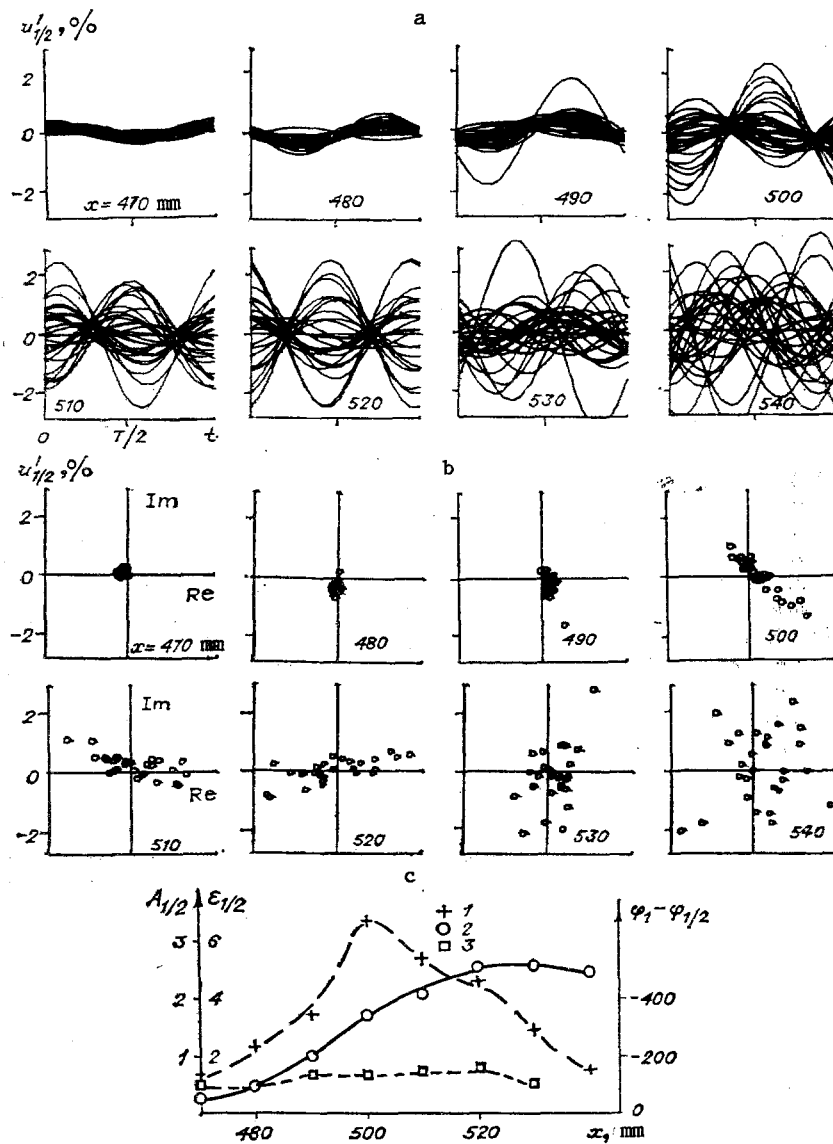 u'1/2, % a
2
0
-2
x = 470 mm 480 490 500
2
0
-2
510 520 530 540
0 T/2 t
u'1/2, % b
2 Im
0 Re
-2
x = 470 mm 480 490 500
2 Im
0 Re
-2
510 520 530 540
c
A1/2 ε1/2 + 1 φ1 − φ1/2
○ 2
□ 3
3 6
2 4 -400
1 2 -200
0
480 500 520 x, mm